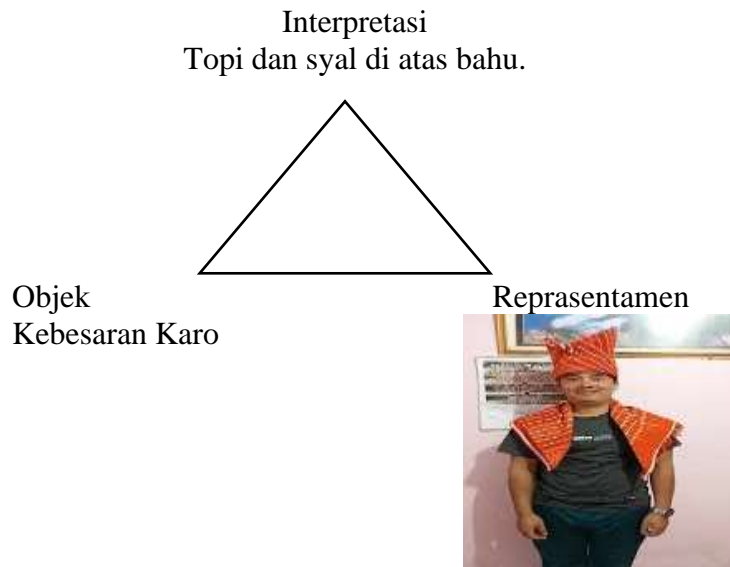 Interpretasi
Topi dan syal di atas bahu.
Objek
Kebesaran Karo
Reprasentamen